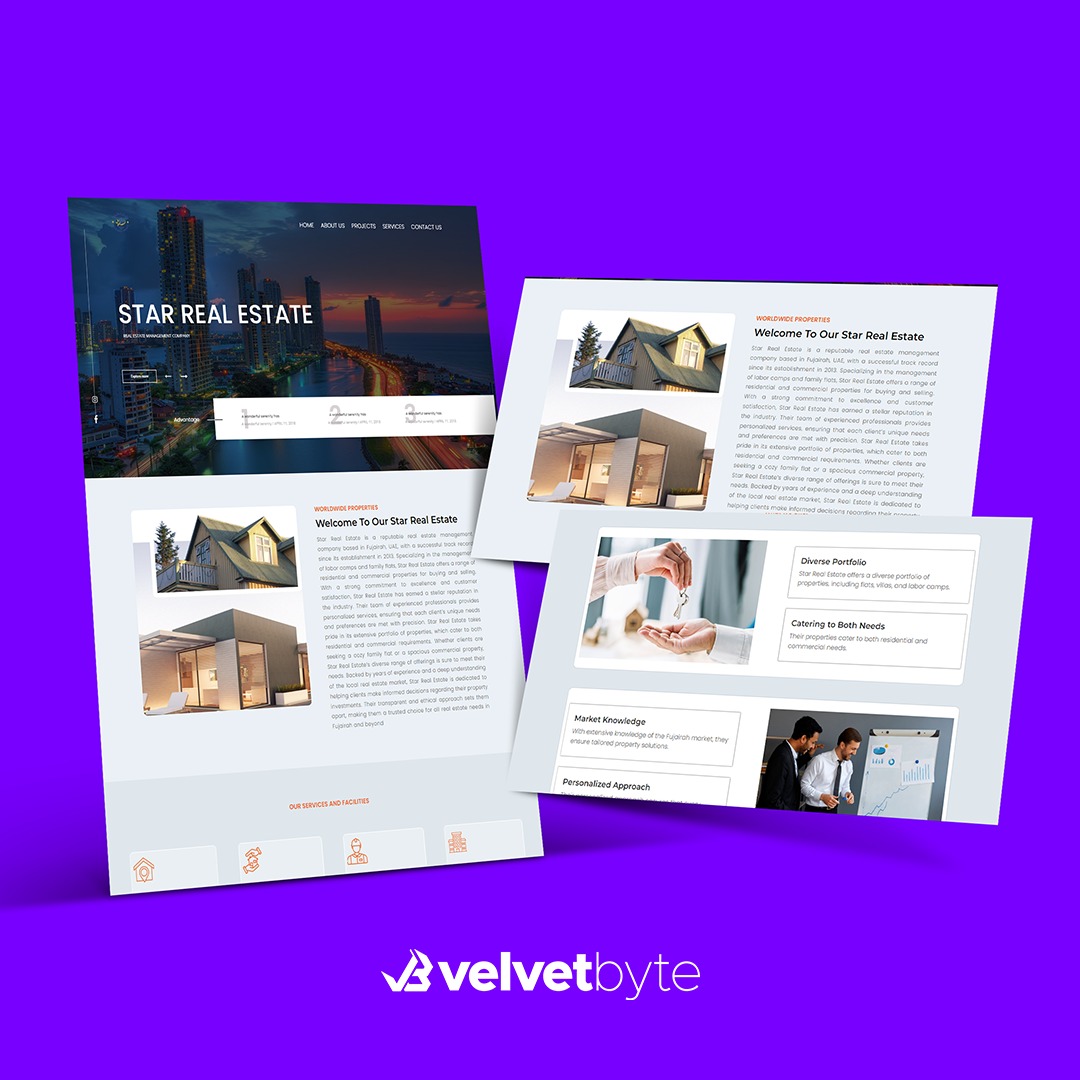 HOME ABOUT US PROJECTS SERVICES CONTACT US
STAR REAL ESTATE
REAL ESTATE MANAGEMENT COMPANY
Explore more
Advantage
1
a wonderful serenity has
2
a wonderful serenity has
3
a wonderful serenity has
WORLDWIDE PROPERTIES
Welcome To Our Star Real Estate
Star Real Estate is a reputable real estate management
company based in Fujairah, UAE, with a successful track record
since its establishment in 2013. Specializing in the management
of labor camps and family flats, Star Real Estate offers a range of
residential and commercial properties for buying and selling.
With a strong commitment to excellence and customer
satisfaction, Star Real Estate has earned a stellar reputation in
the industry. Their team of experienced professionals provides
personalized services, ensuring that each client's unique needs
and preferences are met with precision. Star Real Estate takes
pride in its extensive portfolio of properties, which cater to both
residential and commercial requirements. Whether clients are
seeking a cozy family flat or a spacious commercial property,
Star Real Estate's diverse range of offerings is sure to meet their
needs. Backed by years of experience and a deep understanding
of the local real estate market, Star Real Estate is dedicated to
helping clients make informed decisions regarding their property
investments. Their transparent and ethical approach sets them
apart, making them a trusted choice for all real estate needs in
Fujairah and beyond
OUR SERVICES AND FACILITIES
WORLDWIDE PROPERTIES
Welcome To Our Star Real Estate
Star Real Estate is a reputable real estate management
company based in Fujairah, UAE, with a successful track record
since its establishment in 2013. Specializing in the management
of labor camps and family flats, Star Real Estate offers a range of
residential and commercial properties for buying and selling.
With a strong commitment to excellence and customer
satisfaction, Star Real Estate has earned a stellar reputation in
the industry. Their team of experienced professionals provides
personalized services, ensuring that each client's unique needs
and preferences are met with precision. Star Real Estate takes
pride in its extensive portfolio of properties, which cater to both
residential and commercial requirements. Whether clients are
seeking a cozy family flat or a spacious commercial property,
Star Real Estate's diverse range of offerings is sure to meet their
needs. Backed by years of experience and a deep understanding
of the local real estate market, Star Real Estate is dedicated to
helping clients make informed decisions regarding their property
Diverse Portfolio
Star Real Estate offers a diverse portfolio of
properties, including flats, villas, and labor camps.
Catering to Both Needs
Their properties cater to both residential and
commercial needs.
Market Knowledge
With extensive knowledge of the Fujairah market, they
ensure tailored property solutions.
Personalized Approach
velvetbyte